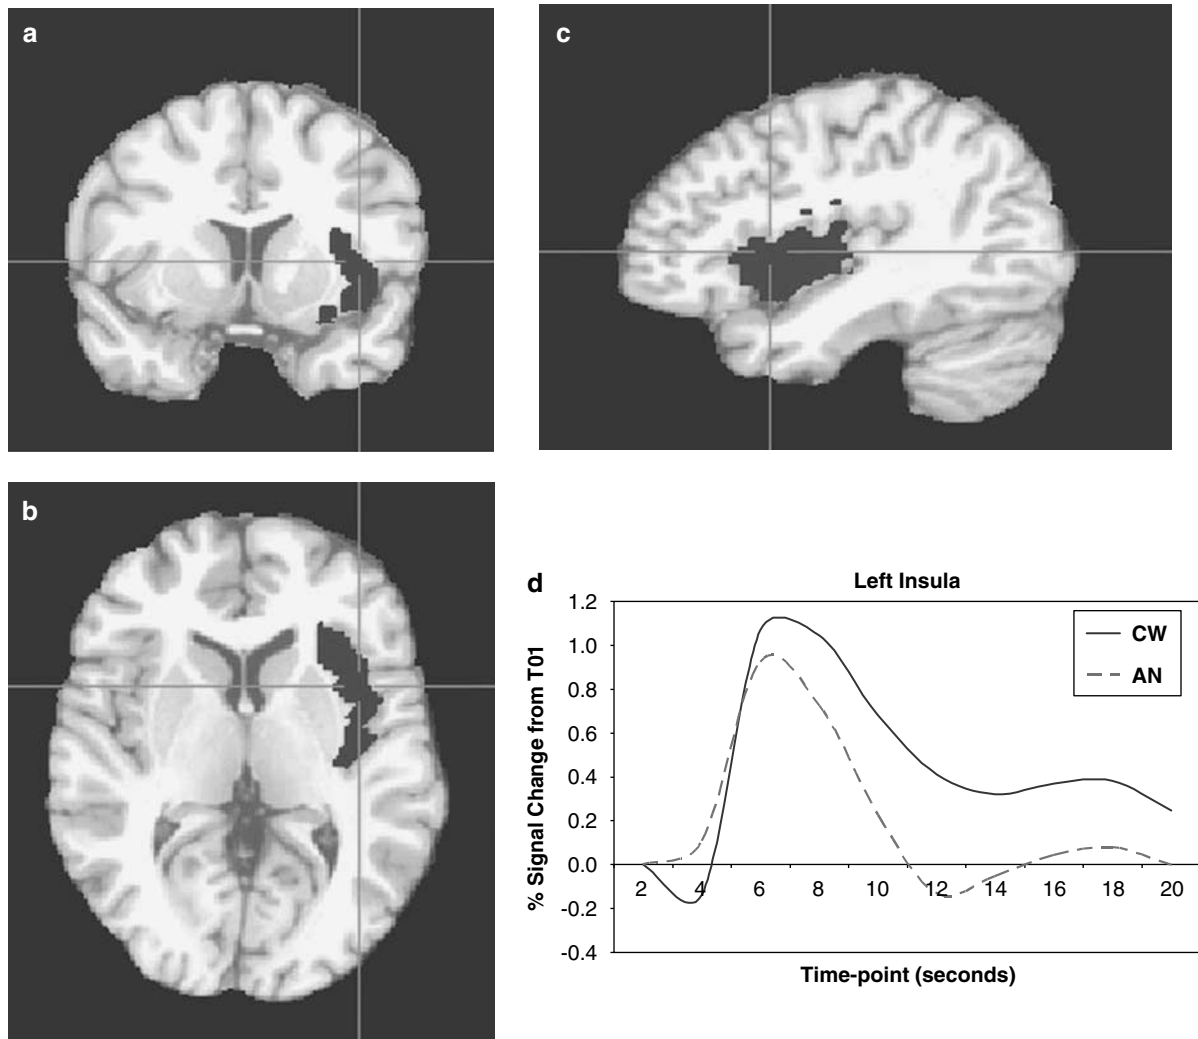 a
c
b
d
Left Insula
% Signal Change from T01
1.2
1.0
0.8
0.6
0.4
0.2
0.0
-0.2
-0.4
CW
AN
2 4 6 8 10 12 14 16 18 20
Time-point (seconds)